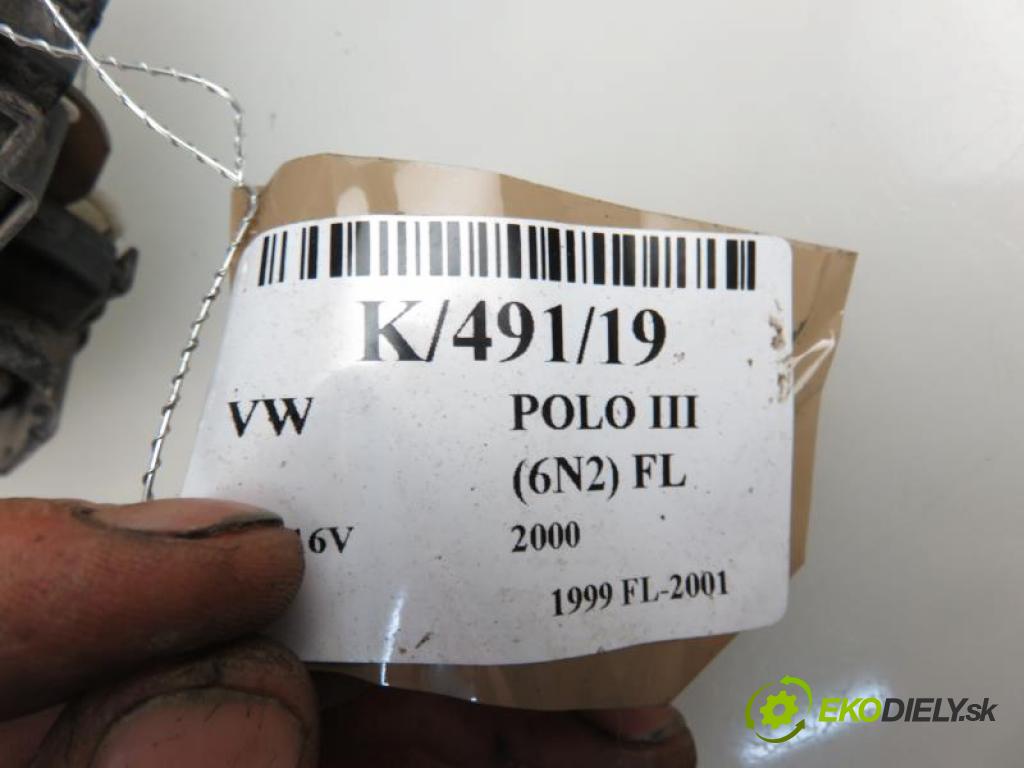 K/491/19
VW POLO III
(6N2) FL
16V 2000
1999 FL-2001
EKODIELY.sk